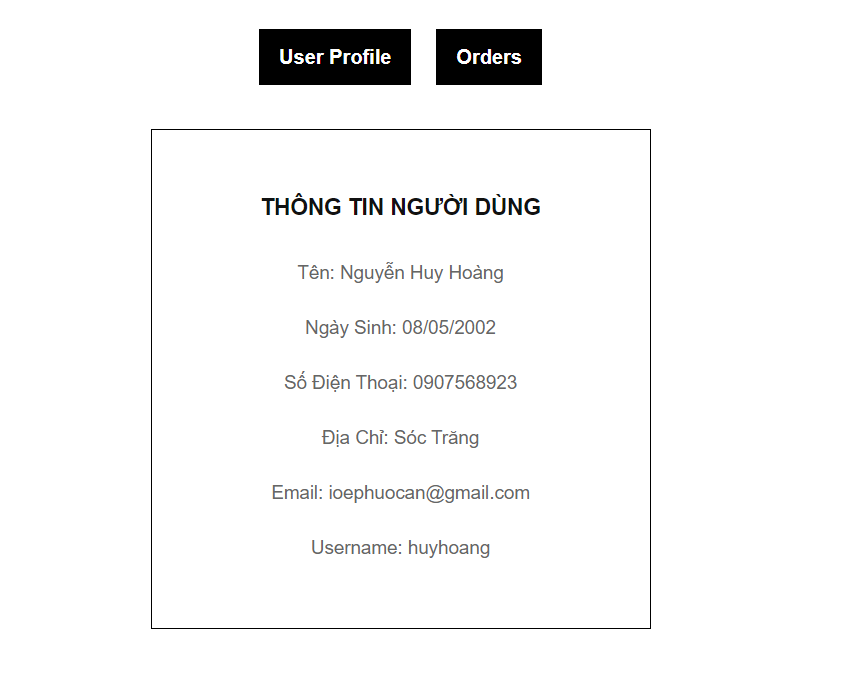 User Profile Orders
THÔNG TIN NGƯỜI DÙNG
Tên: Nguyễn Huy Hoàng
Ngày Sinh: 08/05/2002
Số Điện Thoại: 0907568923
Địa Chỉ: Sóc Trăng
Email: ioephuocan@gmail.com
Username: huyhoang